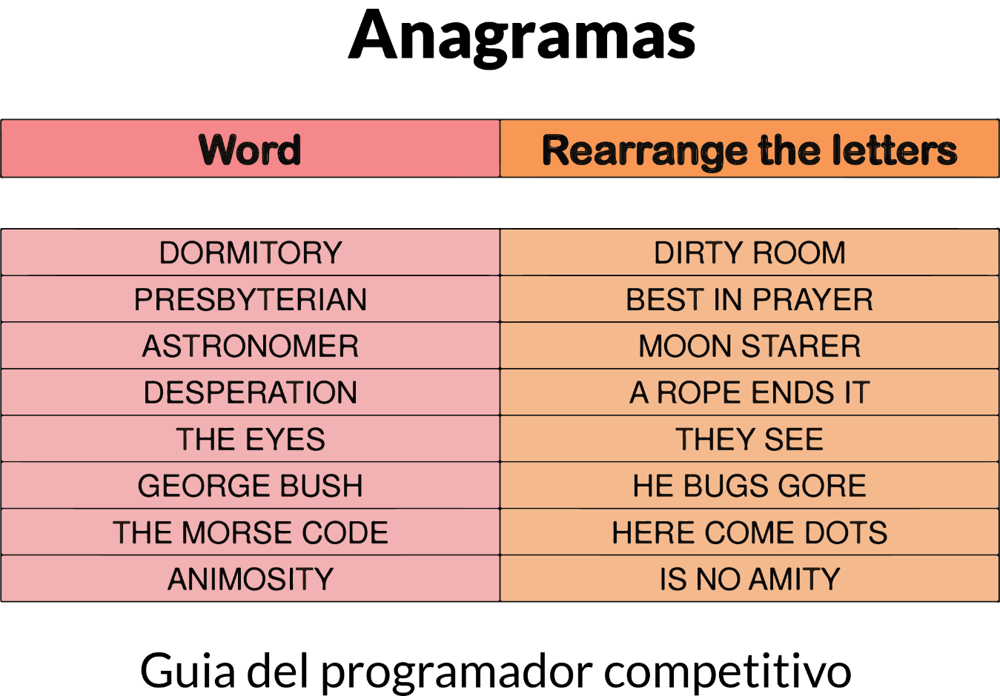 Anagramas
Word Rearrange the letters
DORMITORY DIRTY ROOM
PRESBYTERIAN BEST IN PRAYER
ASTRONOMER MOON STARER
DESPERATION A ROPE ENDS IT
THE EYES THEY SEE
GEORGE BUSH HE BUGS GORE
THE MORSE CODE HERE COME DOTS
ANIMOSITY IS NO AMITY
Guia del programador competitivo